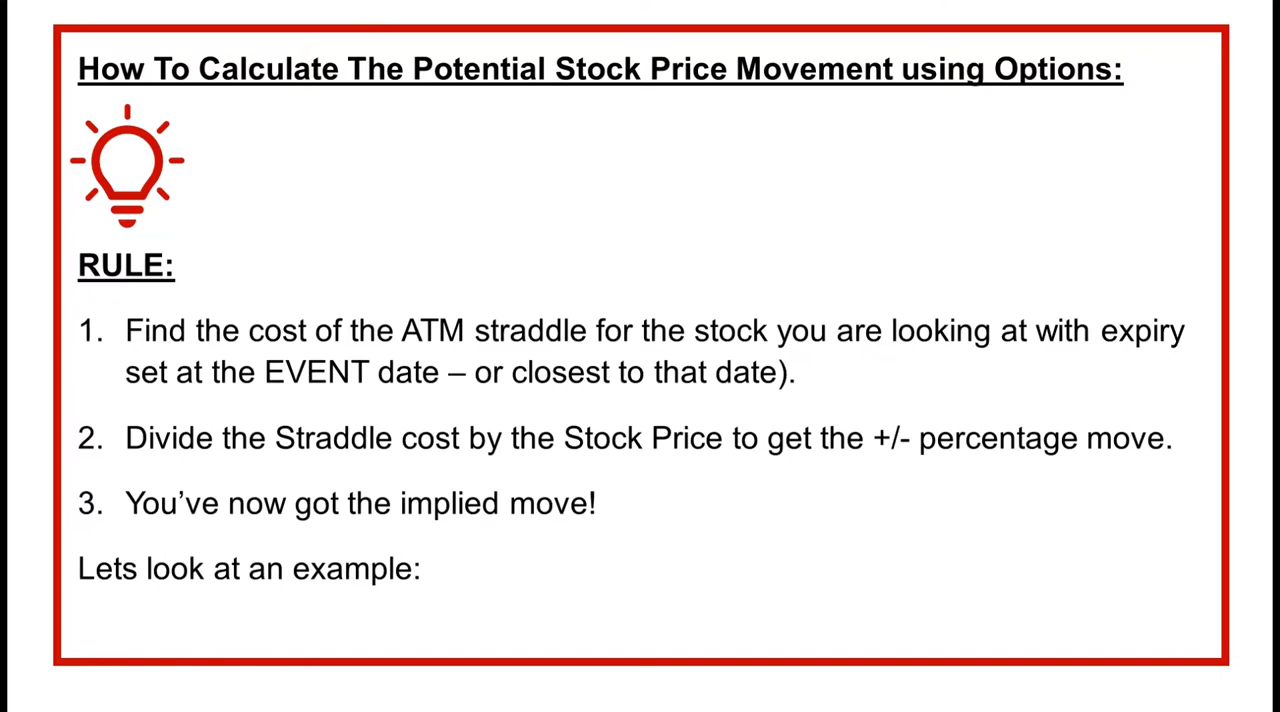 How To Calculate The Potential Stock Price Movement using Options:
RULE:
1. Find the cost of the ATM straddle for the stock you are looking at with expiry
set at the EVENT date – or closest to that date).
2. Divide the Straddle cost by the Stock Price to get the +/- percentage move.
3. You’ve now got the implied move!
Lets look at an example: